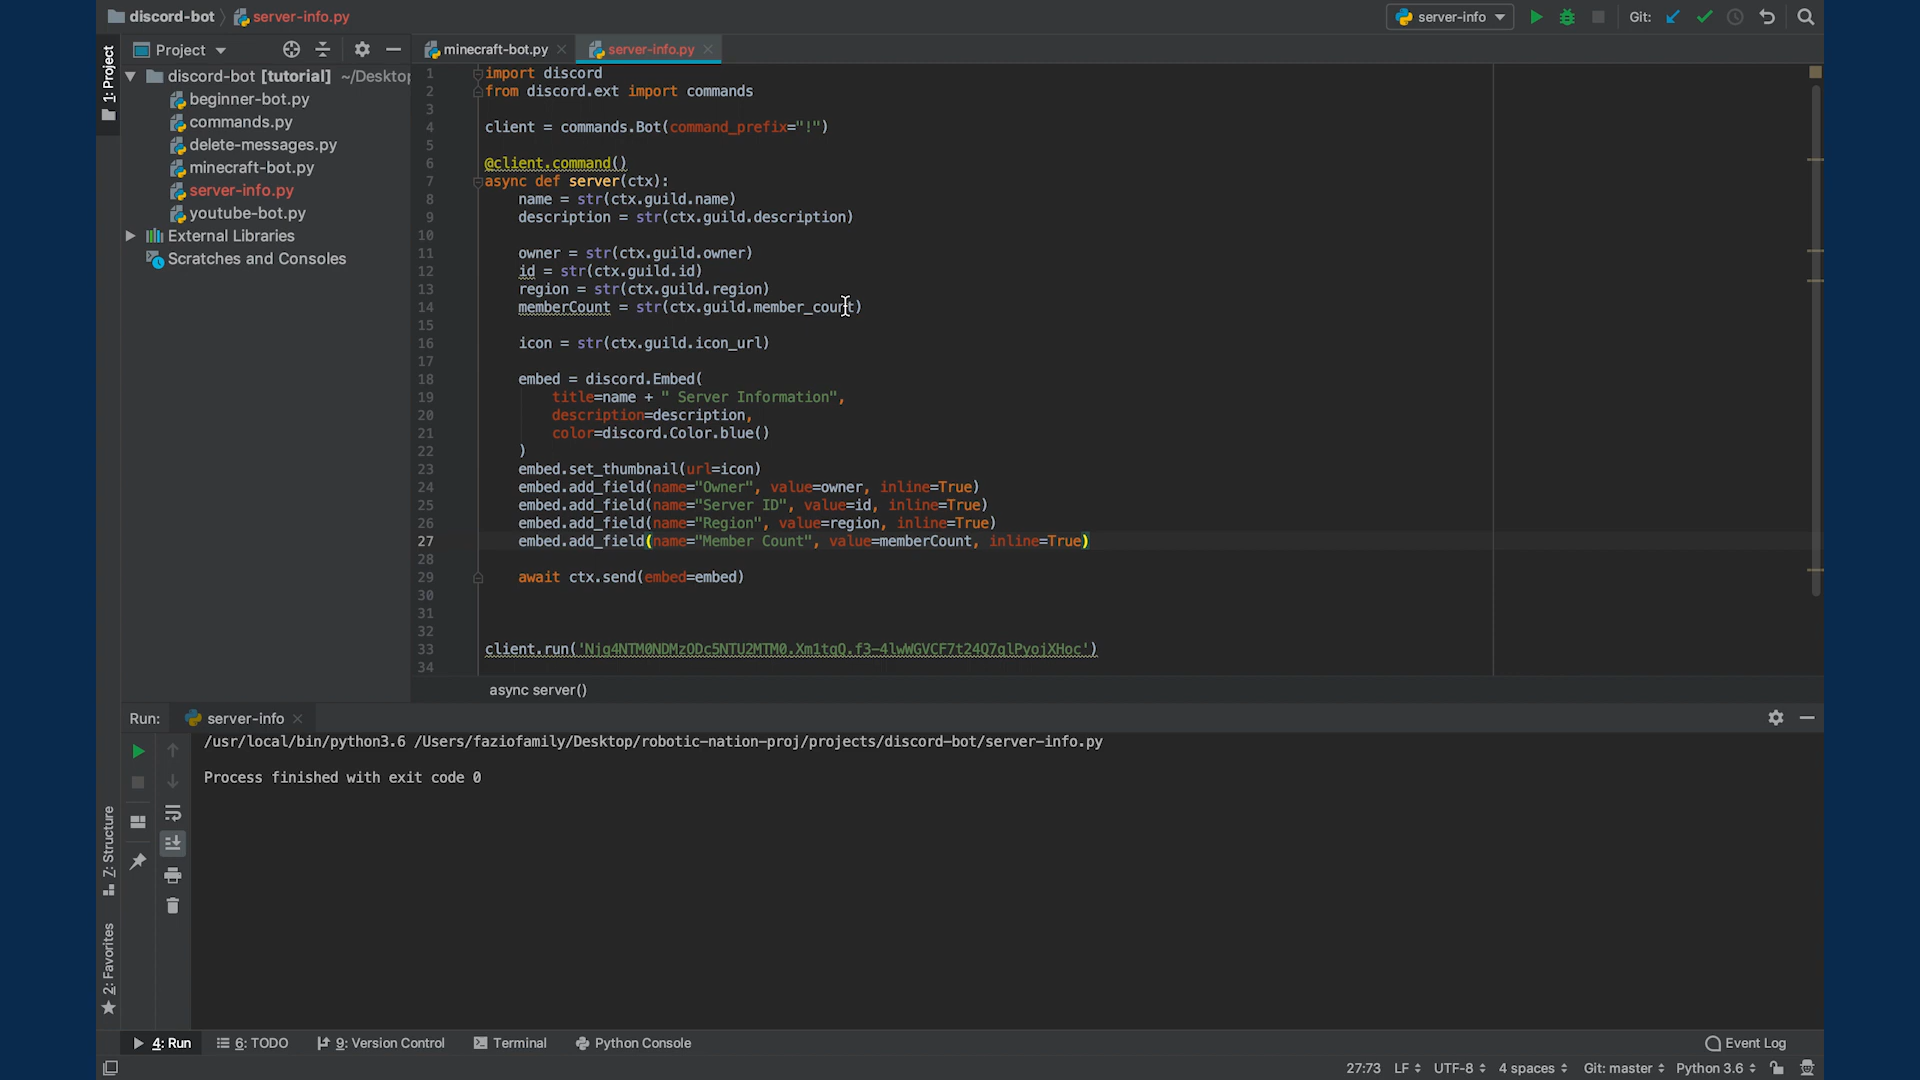 discord-bot server-info.py
server-info
Git:
1: Project
Project
minecraft-bot.py
server-info.py
discord-bot [tutorial] ~/Desktop
beginner-bot.py
commands.py
delete-messages.py
minecraft-bot.py
server-info.py
youtube-bot.py
External Libraries
Scratches and Consoles
1 import discord
2 from discord.ext import commands
3
4 client = commands.Bot(command_prefix="!")
5
6 @client.command()
7 async def server(ctx):
8 name = str(ctx.guild.name)
9 description = str(ctx.guild.description)
10
11 owner = str(ctx.guild.owner)
12 id = str(ctx.guild.id)
13 region = str(ctx.guild.region)
14 memberCount = str(ctx.guild.member_count)
15
16 icon = str(ctx.guild.icon_url)
17
18 embed = discord.Embed(
19 title=name + " Server Information",
20 description=description,
21 color=discord.Color.blue()
22 )
23 embed.set_thumbnail(url=icon)
24 embed.add_field(name="Owner", value=owner, inline=True)
25 embed.add_field(name="Server ID", value=id, inline=True)
26 embed.add_field(name="Region", value=region, inline=True)
27 embed.add_field(name="Member Count", value=memberCount, inline=True)
28
29 await ctx.send(embed=embed)
30
31
32
33 client.run('
34
async server()
Run: server-info
/usr/local/bin/python3.6 /Users/faziofamily/Desktop/robotic-nation-proj/projects/discord-bot/server-info.py
Process finished with exit code 0
Z: Structure
2: Favorites
4: Run
6: TODO
9: Version Control
Terminal
Python Console
Event Log
27:73 LF UTF-8 4 spaces Git: master Python 3.6